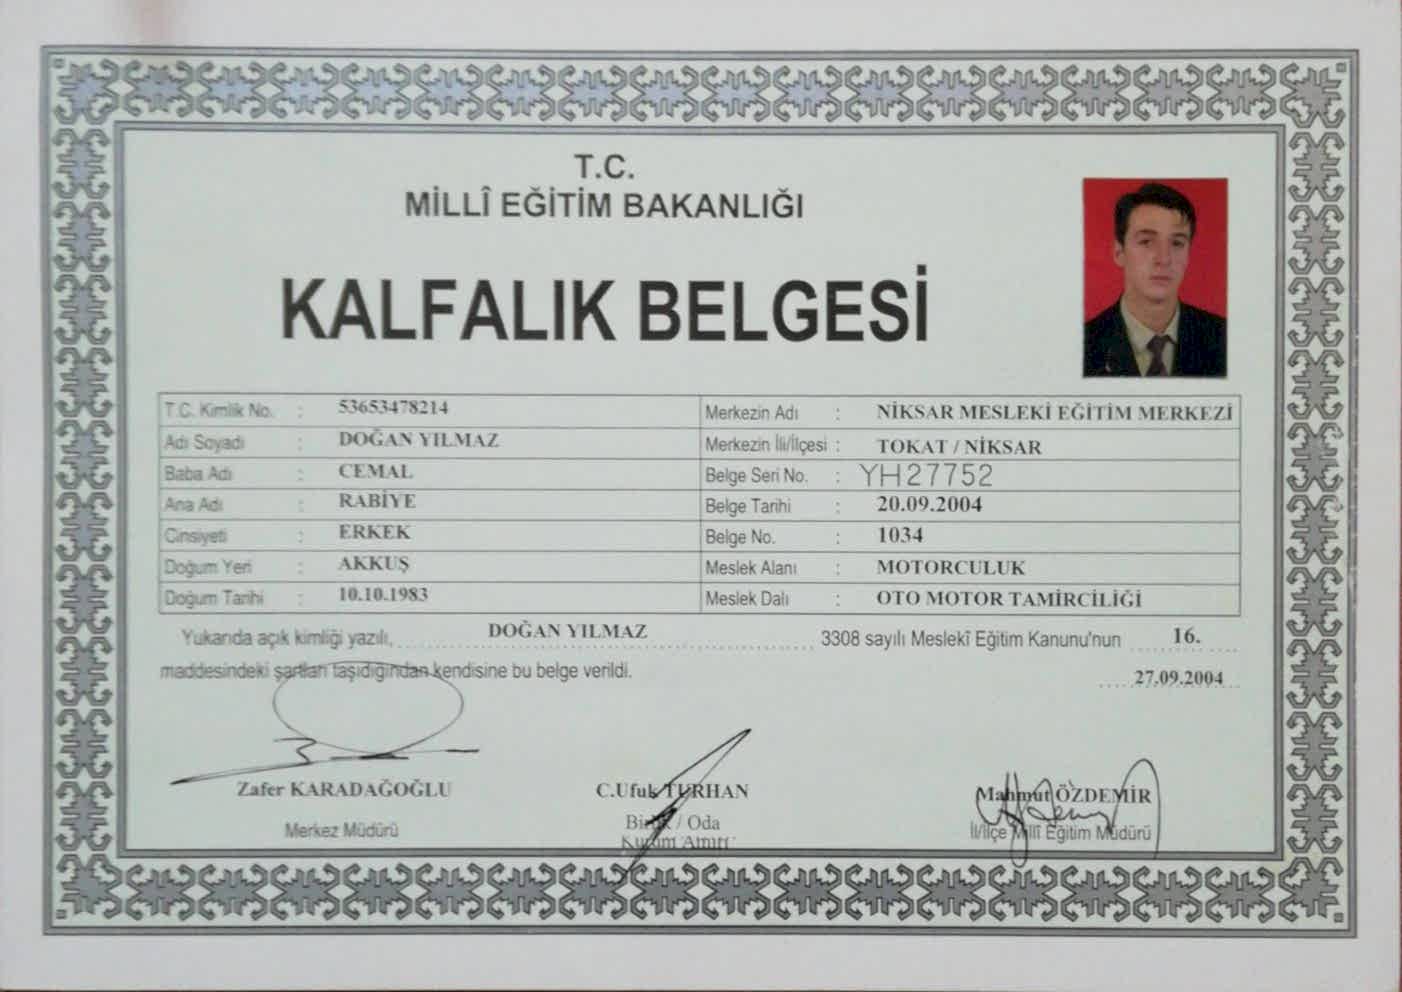 T.C.
MİLLÎ EĞİTİM BAKANLIĞI
KALFALIK BELGESİ
T.C. Kimlik No. : 53653478214
Adı Soyadı : DOĞAN YILMAZ
Baba Adı : CEMAL
Ana Adı : RABİYE
Cinsiyeti : ERKEK
Doğum Yeri : AKKUŞ
Doğum Tarihi : 10.10.1983
Merkezin Adı : NİKSAR MESLEKİ EĞİTİM MERKEZİ
Merkezin İli/İlçesi : TOKAT / NİKSAR
Belge Seri No. : YH27752
Belge Tarihi : 20.09.2004
Belge No. : 1034
Meslek Alanı : MOTORCULUK
Meslek Dalı : OTO MOTOR TAMİRCİLİĞİ
Yukarıda açık kimliği yazılı, DOĞAN YILMAZ 3308 sayılı Meslekî Eğitim Kanunu'nun 16.
maddesindeki şartları taşıdığından kendisine bu belge verildi.
27.09.2004
Zafer KARADAĞOĞLU
Merkez Müdürü
C.Ufuk TURHAN
Birlik / Oda
Kurum Amiri
Mahmut ÖZDEMİR
İl/İlçe Millî Eğitim Müdürü